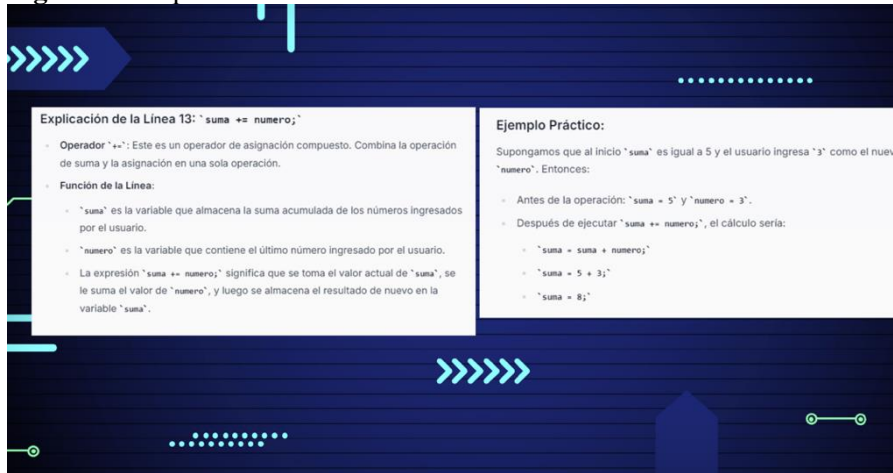 Explicación de la Línea 13: `suma += numero;`
Operador `+=`: Este es un operador de asignación compuesto. Combina la operación
de suma y la asignación en una sola operación.
Función de la Línea:
`suma` es la variable que almacena la suma acumulada de los números ingresados
por el usuario.
`numero` es la variable que contiene el último número ingresado por el usuario.
La expresión `suma += numero;` significa que se toma el valor actual de `suma`, se
le suma el valor de `numero`, y luego se almacena el resultado de nuevo en la
variable `suma`.
Ejemplo Práctico:
Supongamos que al inicio `suma` es igual a 5 y el usuario ingresa `3` como el nuev
`numero`. Entonces:
Antes de la operación: `suma = 5` y `numero = 3`.
Después de ejecutar `suma += numero;`, el cálculo sería:
`suma = suma + numero;`
`suma = 5 + 3;`
`suma = 8;`